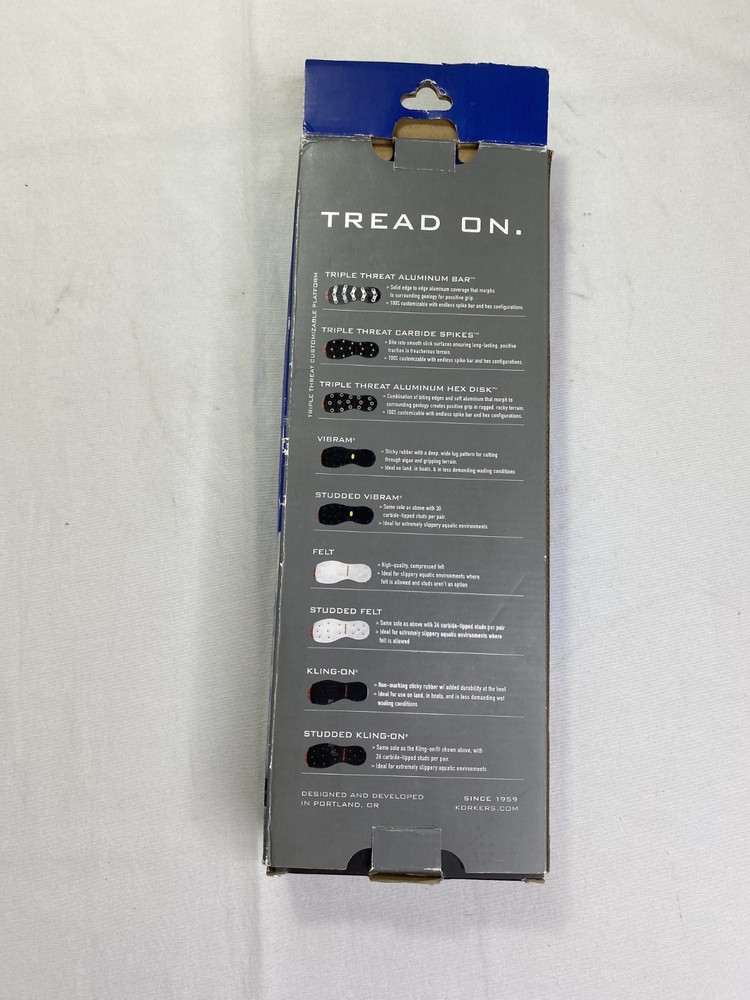 TREAD ON.
TRIPLE THREAT CUSTOMIZABLE PLATFORM
TRIPLE THREAT ALUMINUM BAR™
» Solid edge to edge aluminum coverage that morphs
to surrounding geology for possitive grip.
» 100% customizable with endless spike bar and hex configurations.
TRIPLE THREAT CARBIDE SPIKES™
» Bite into smooth slick surfaces ensuring long-lasting, positive
traction in treacherous terrain.
» 100% customizable with endless spike bar and hex configurations.
TRIPLE THREAT ALUMINUM HEX DISK™
» Combination of biting edges and soft aluminum that morph to
surrounding geology creates positive grip in rugged, rocky terrain.
» 100% customizable with endless spike bar and hex configurations.
VIBRAM®
» Sticky rubber with a deep, wide lug pattern for cutting
through algae and gripping terrain.
» Ideal on land, in boats, & in less demanding wading conditions
STUDDED VIBRAM®
» Same sole as above with 30
carbide-tipped studs per pair.
» Ideal for extremely slippery aquatic environments
FELT
» High-quality, compressed felt
» Ideal for slippery aquatic environments where
felt is allowed and studs aren't an option
STUDDED FELT
» Same sole as above with 26 carbide-tipped studs per pair
» Ideal for extremely slippery aquatic environments where
felt is allowed
KLING-ON®
» Non-marking sticky rubber w/ added durability at the heel
» Ideal for use on land, in boats, and in less demanding wet
wading conditions
STUDDED KLING-ON®
» Same sole as the Kling-on® shown above, with
26 carbide-tipped studs per pair.
» Ideal for extremely slippery aquatic environments
DESIGNED AND DEVELOPED
IN PORTLAND, OR
SINCE 1959
KORKERS.COM